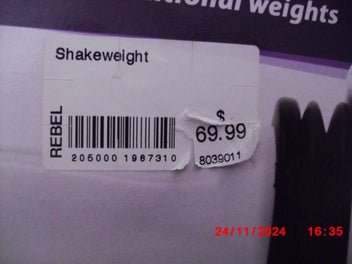 weights
Shakeweight
REBEL
205000 1987310
$
69.99
8039011
24/11/2024 16:35